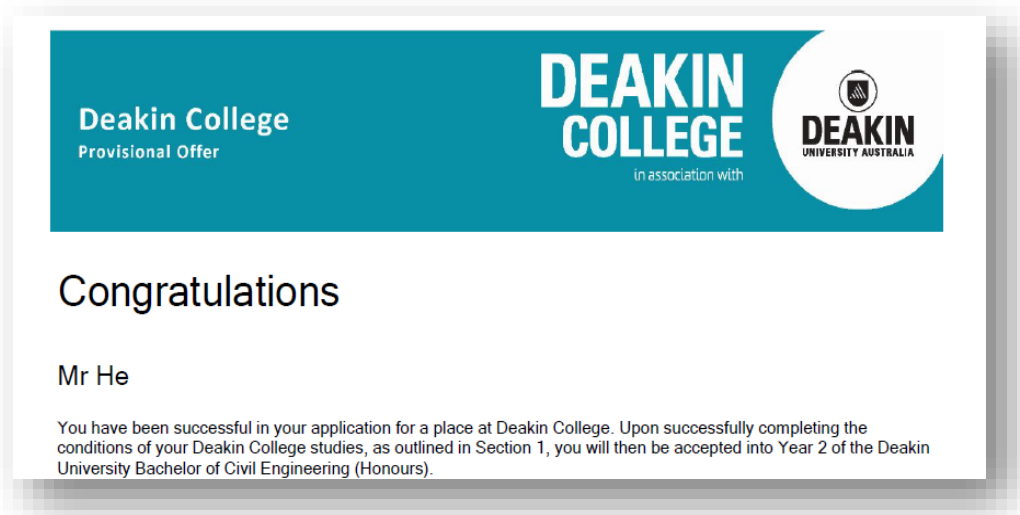 Deakin College
Provisional Offer
DEAKIN
COLLEGE
in association with
DEAKIN
UNIVERSITY AUSTRALIA
Congratulations
Mr He
You have been successful in your application for a place at Deakin College. Upon successfully completing the
conditions of your Deakin College studies, as outlined in Section 1, you will then be accepted into Year 2 of the Deakin
University Bachelor of Civil Engineering (Honours).